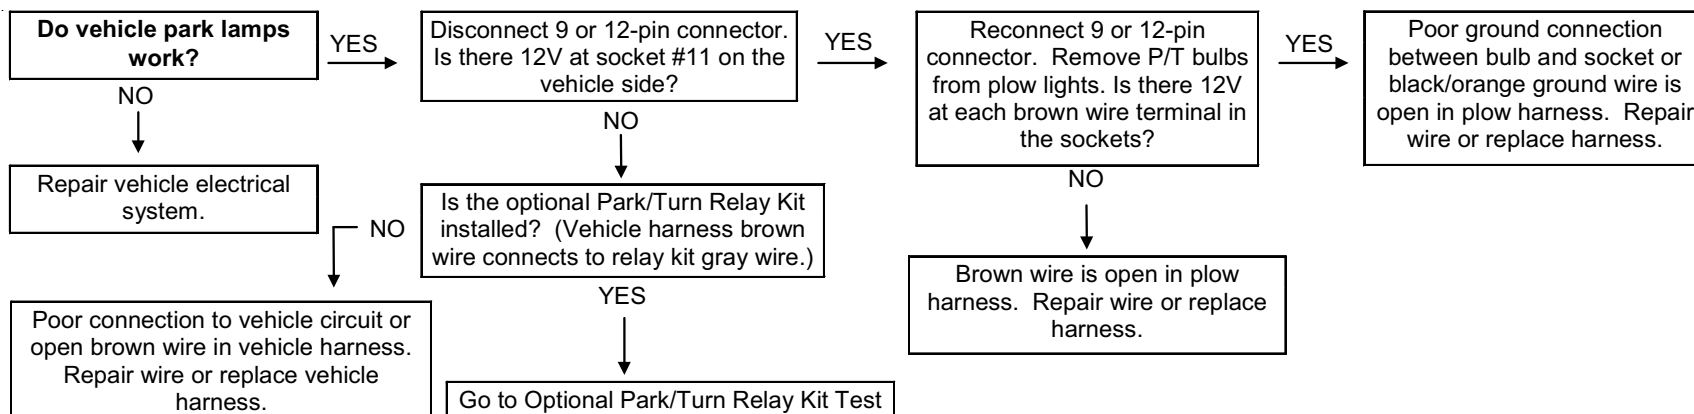 Do vehicle park lamps
work?
YES
Disconnect 9 or 12-pin connector.
Is there 12V at socket #11 on the
vehicle side?
YES
Reconnect 9 or 12-pin
connector. Remove P/T bulbs
from plow lights. Is there 12V
at each brown wire terminal in
the sockets?
YES
Poor ground connection
between bulb and socket or
black/orange ground wire is
open in plow harness. Repair
wire or replace harness.
NO
Repair vehicle electrical
system.
NO
Is the optional Park/Turn Relay Kit
installed? (Vehicle harness brown
wire connects to relay kit gray wire.)
NO
Poor connection to vehicle circuit or
open brown wire in vehicle harness.
Repair wire or replace vehicle
harness.
YES
Go to Optional Park/Turn Relay Kit Test
NO
Brown wire is open in plow
harness. Repair wire or replace
harness.